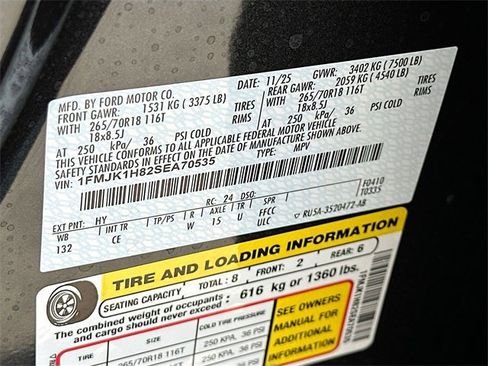 MFD. BY FORD MOTOR CO.
DATE: 11/25 GVWR: 3402 KG ( 7500 LB)
FRONT GAWR: 1531 KG ( 3375 LB) REAR GAWR: 2059 KG ( 4540 LB)
WITH 265/70R18 116T TIRES WITH 265/70R18 116T TIRES
18x8.5J RIMS 18x8.5J RIMS
AT 250 kPa/ 36 PSI COLD AT 250 kPa/ 36 PSI COLD
THIS VEHICLE CONFORMS TO ALL APPLICABLE FEDERAL MOTOR VEHICLE
SAFETY STANDARDS IN EFFECT ON THE DATE OF MANUFACTURE SHOWN ABOVE.
VIN: 1FMJK1H82SEA70535 TYPE: MPV
F0410
T0335
EXT PNT: HY RC: 24 DSO:
WB INT TR TP/PS R AXLE TR
132 CE W 15 U FFCC
ULC ▼ RU5A-3520472-AB
TIRE AND LOADING INFORMATION
SEATING CAPACITY TOTAL: 8 FRONT: 2 REAR: 6
The combined weight of occupants and cargo should never exceed: 616 kg or 1360 lbs.
TIRE SIZE COLD TIRE PRESSURE
265/70R18 116T 250 KPA, 36 PSI
SEE OWNERS
MANUAL FOR
ADDITIONAL
INFORMATION